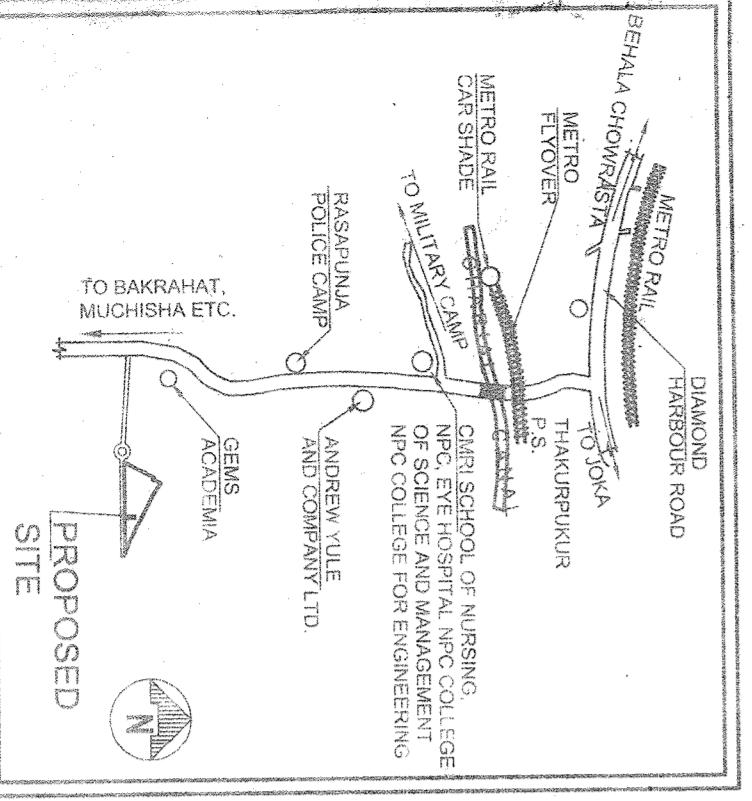 BEHALA CHOWRASTA
METRO RAIL
DIAMOND
HARBOUR ROAD
METRO
FLYOVER
METRO RAIL
CAR SHADE
TO JOKA
THAKURPUKUR
P.S.
TO MILITARY CAMP
CANAL
CMRI SCHOOL OF NURSING,
NPC, EYE HOSPITAL NPC COLLEGE
OF SCIENCE AND MANAGEMENT
NPC COLLEGE FOR ENGINEERING
RASAPUNJA
POLICE CAMP
ANDREW YULE
AND COMPANY LTD.
TO BAKRAHAT,
MUCHISHA ETC.
GEMS
ACADEMIA
PROPOSED
SITE
N